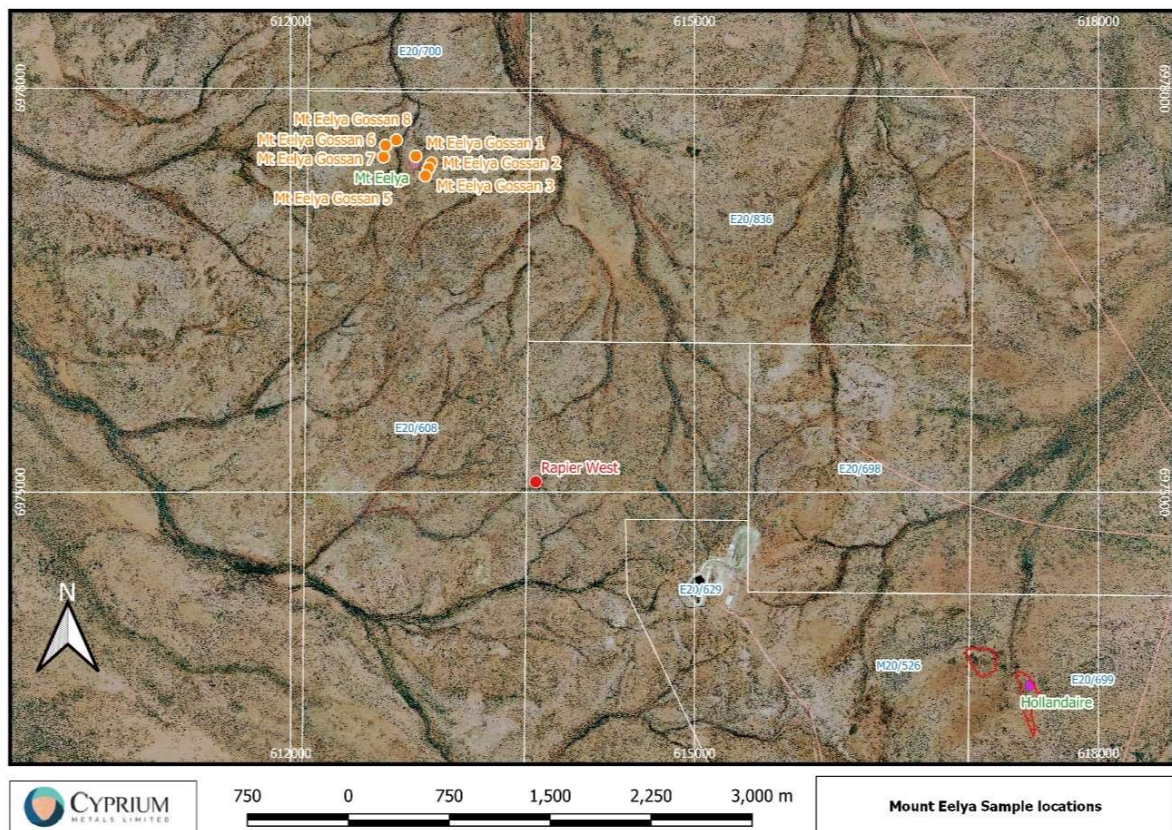 612000
615000
618000
6978000
6978000
E20/700
Mt Eelya Gossan 8
Mt Eelya Gossan 6
Mt Eelya Gossan 1
Mt Eelya Gossan 7
Mt Eelya Gossan 2
Mt Eelya
Mt Eelya Gossan 3
Mt Eelya Gossan 5
E20/836
E20/608
Rapier West
E20/698
6975000
6975000
E20/629
N
M20/526
E20/699
Hollandaire
612000
615000
618000
CYPRIUM
METALS LIMITED
750 0 750 1,500 2,250 3,000 m
Mount Eelya Sample locations